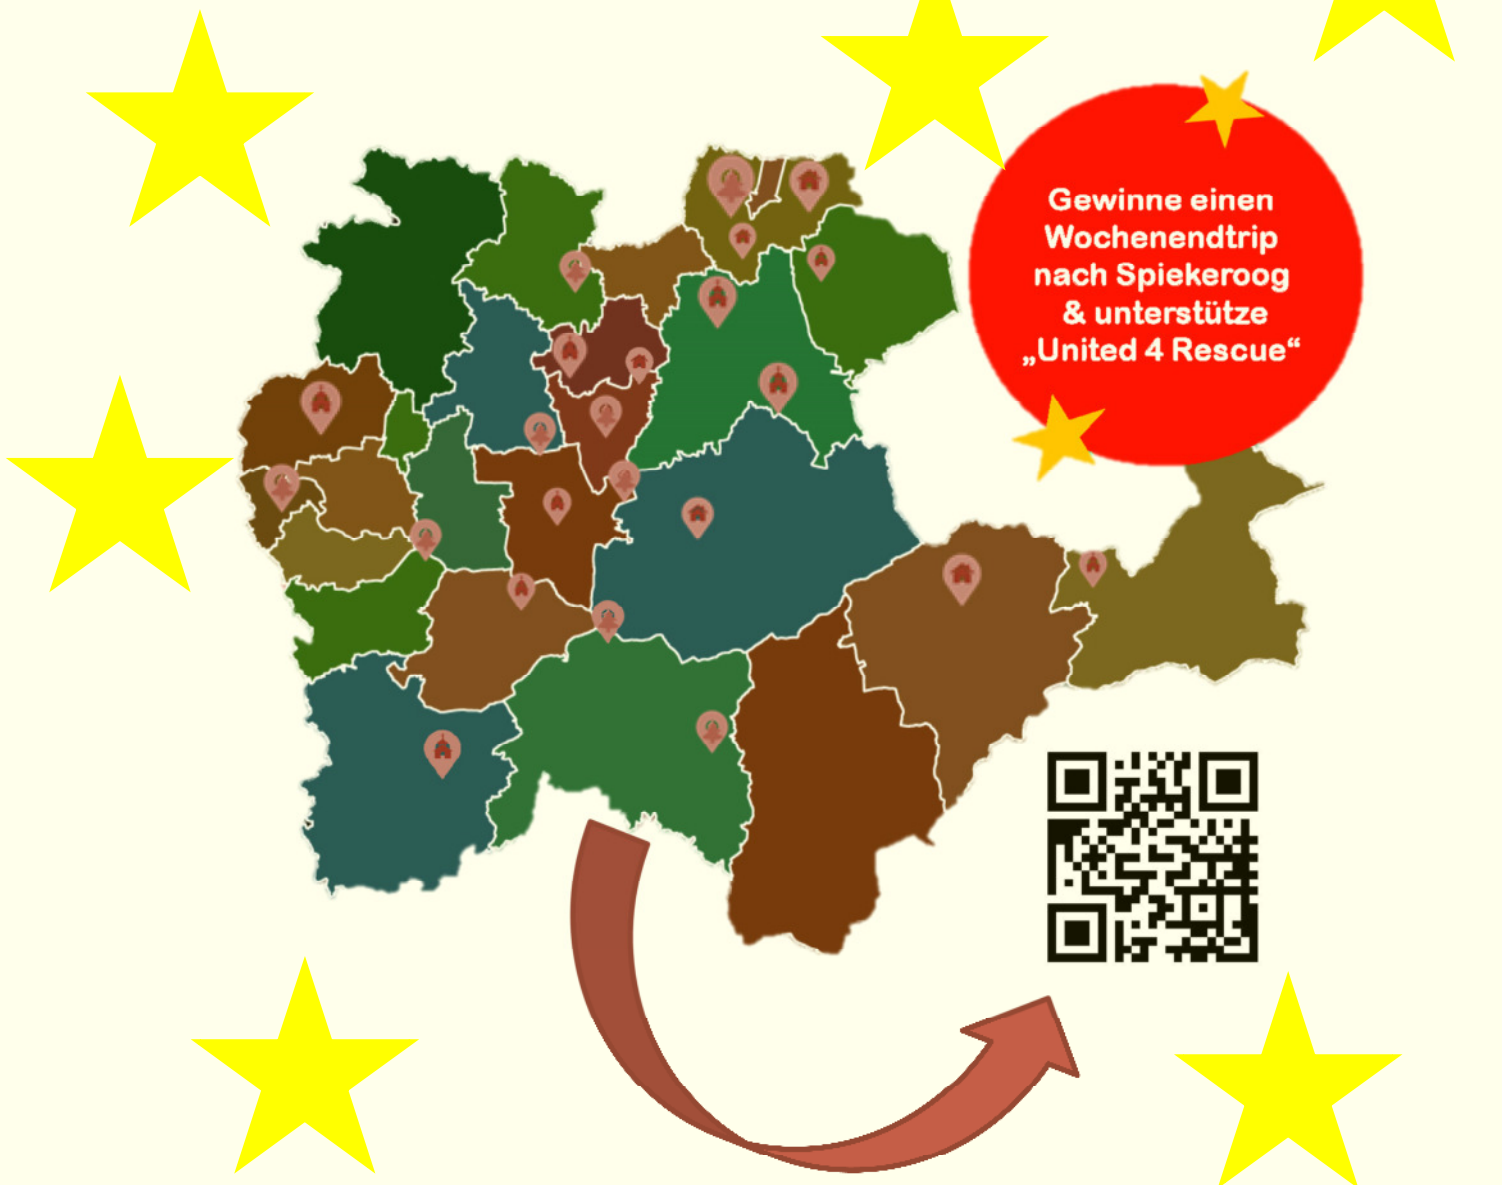 Gewinne einen
Wochenendtrip
nach Spiekeroog
& unterstütze
„United 4 Rescue“